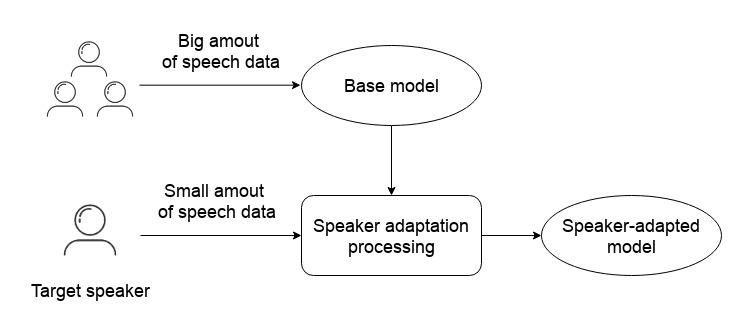 Big amout
of speech data
Base model
Small amout
of speech data
Speaker adaptation
processing
Speaker-adapted
model
Target speaker